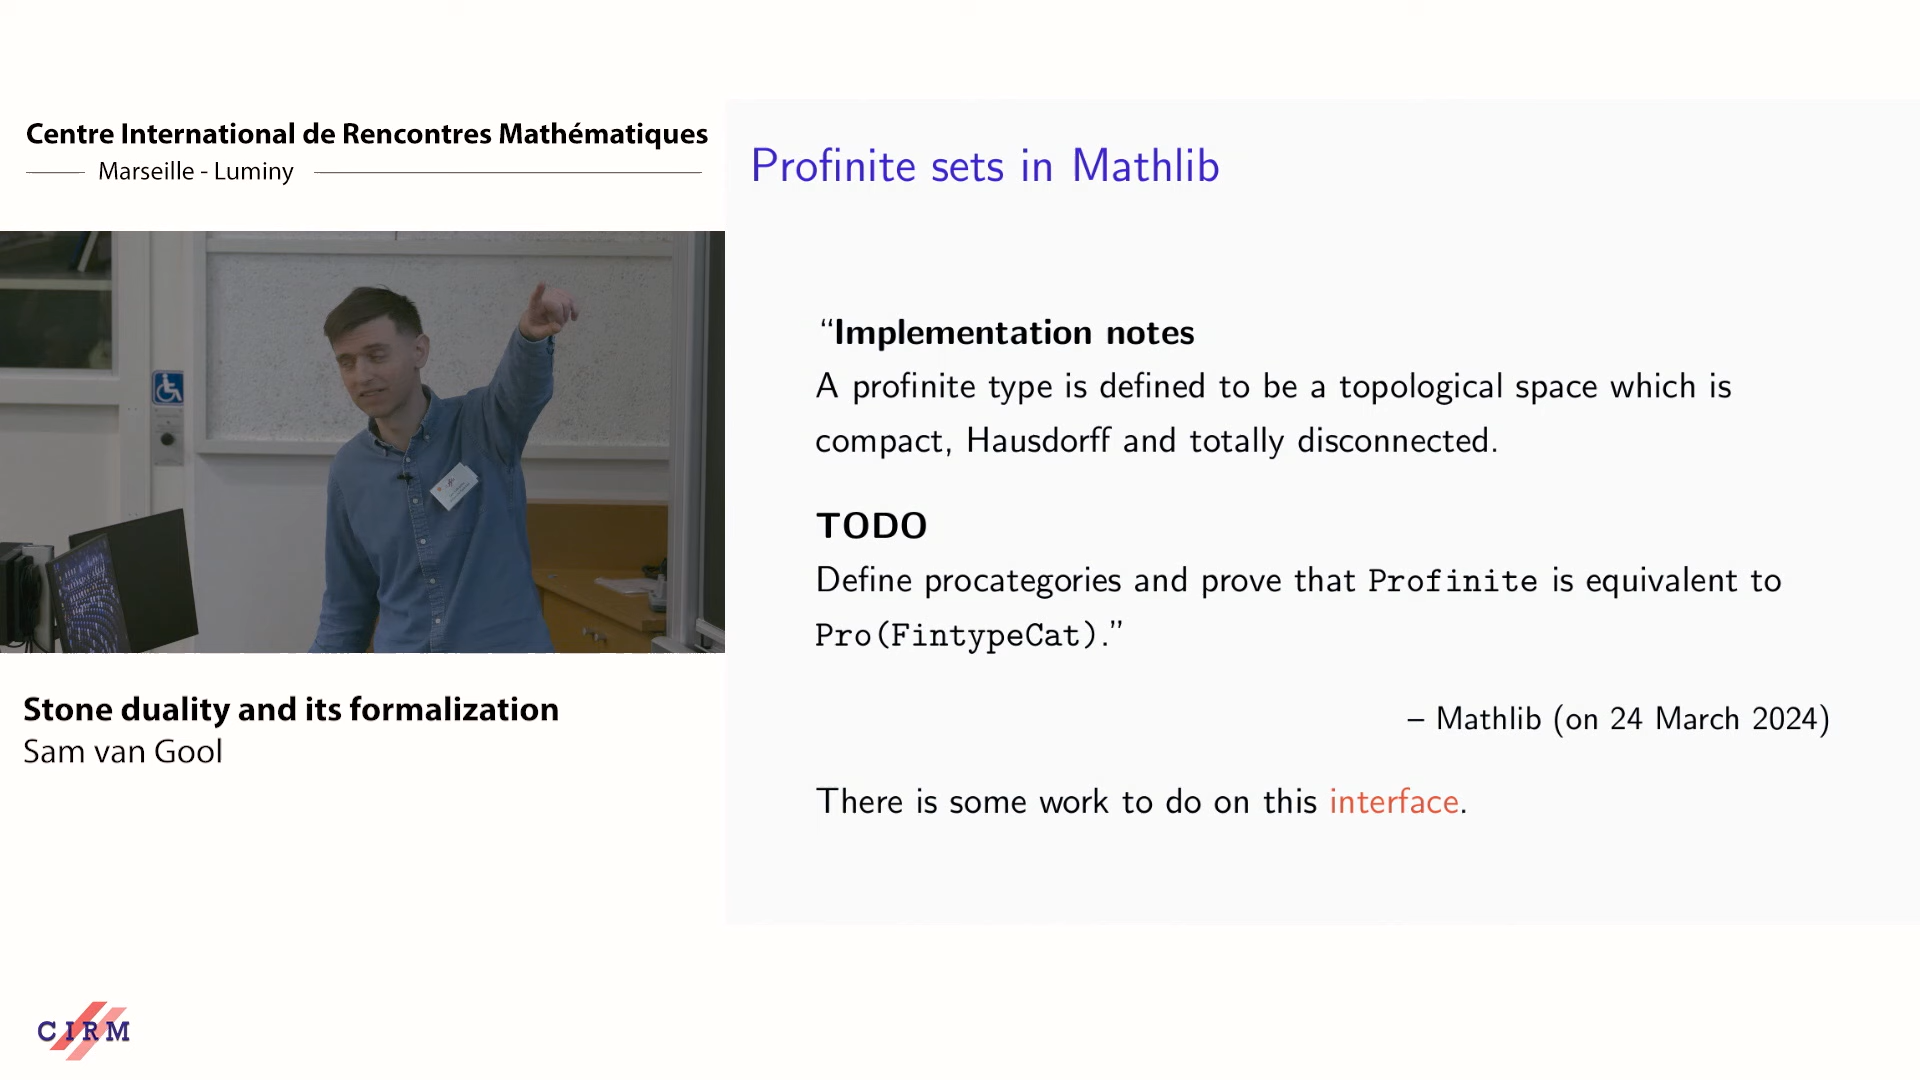 Centre International de Rencontres Mathématiques
Marseille - Luminy
Stone duality and its formalization
Sam van Gool
CIRM
Profinite sets in Mathlib
“Implementation notes
A profinite type is defined to be a topological space which is
compact, Hausdorff and totally disconnected.
TODO
Define procategories and prove that Profinite is equivalent to
Pro(FintypeCat).”
– Mathlib (on 24 March 2024)
There is some work to do on this interface.